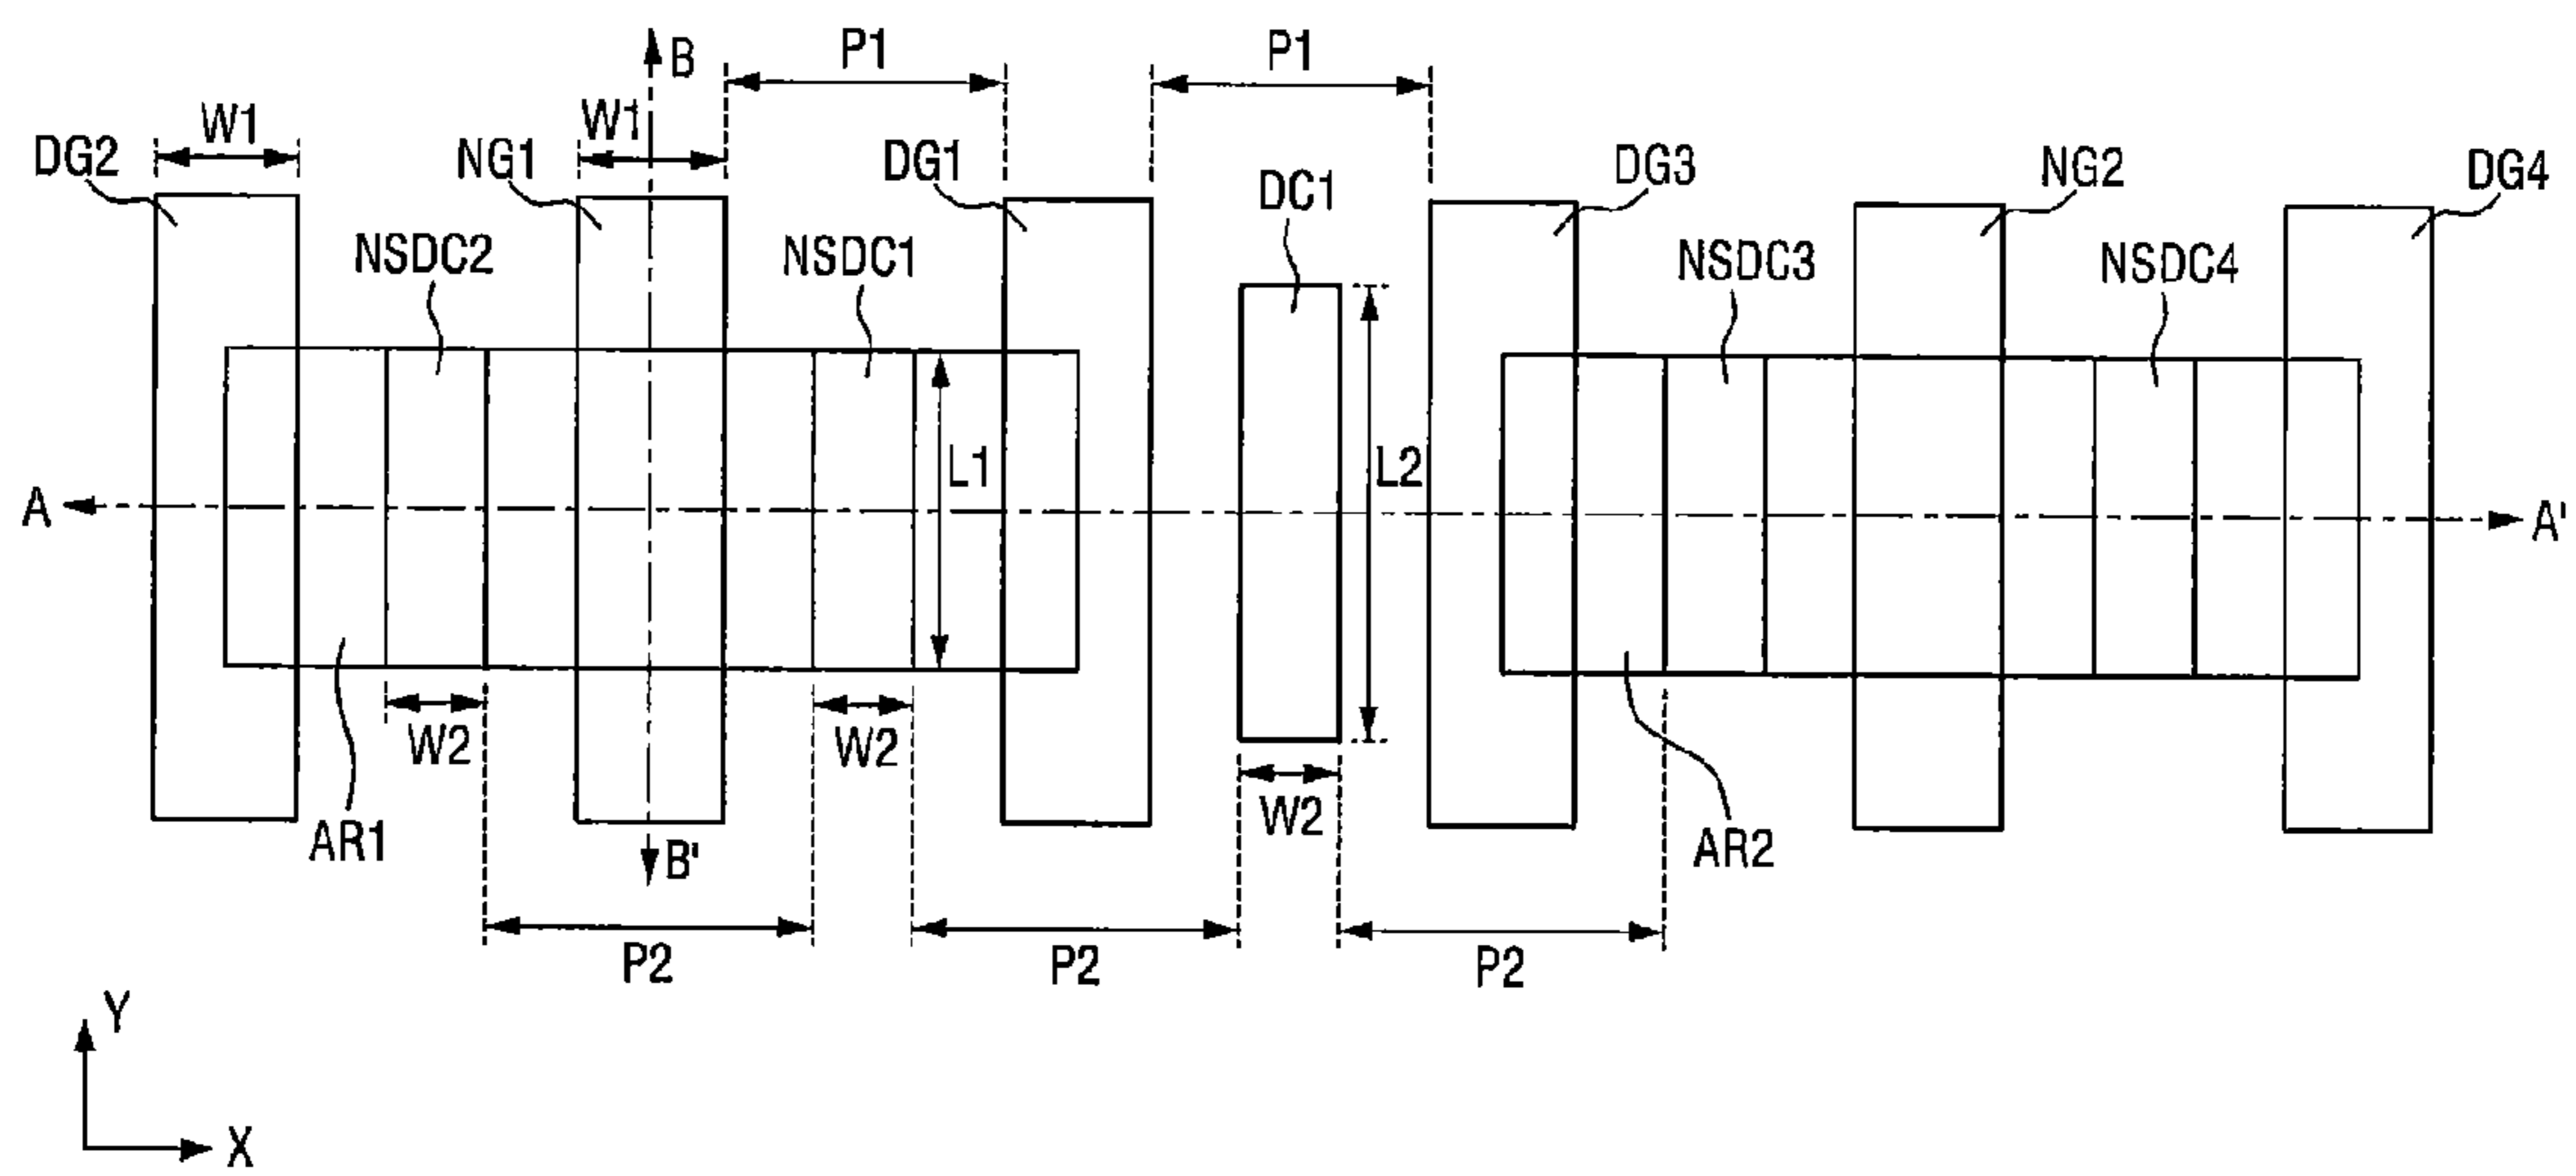 P1
P1
B
W1
W1
DG2
NG1
DG1
DC1
DG3
NG2
DG4
NSDC2
NSDC1
NSDC3
NSDC4
L1
L2
A
A'
W2
W2
W2
AR1
B'
AR2
P2
P2
P2
Y
X